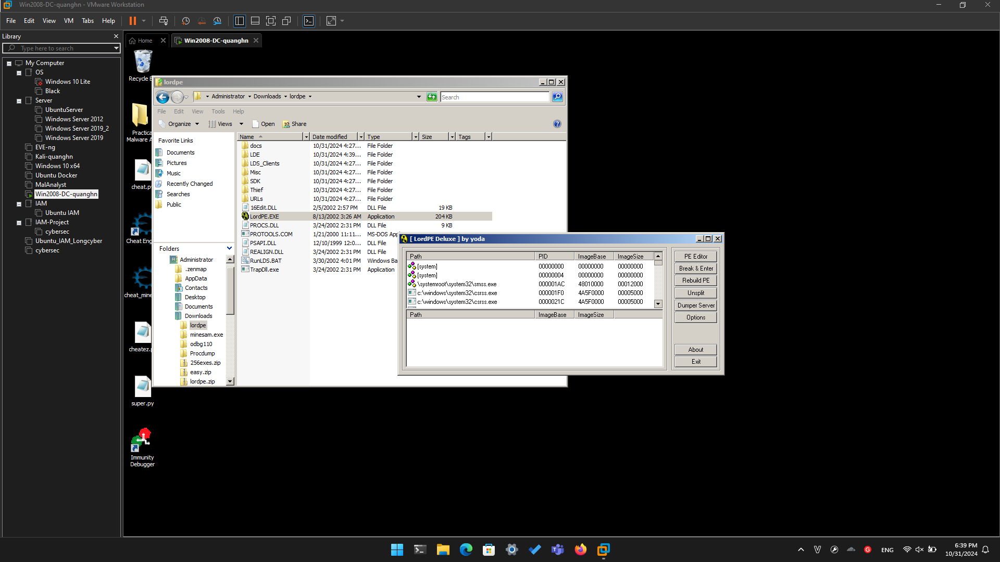 Win2008-DC-quanghn - VMware Workstation
File Edit View VM Tabs Help
Library
Type here to search
My Computer
OS
Windows 10 Lite
Black
Server
UbuntuServer
Windows Server 2012
Windows Server 2019_2
Windows Server 2019
EVE-ng
Kali-quanghn
Windows 10 x64
Ubuntu Docker
MalAnalyst
Win2008-DC-quanghn
IAM
Ubuntu IAM
IAM-Project
cybersec
Ubuntu_IAM_Longcyber
cybersec
Home Win2008-DC-quanghn
Recycle B
Practica
Malware A
cheat.p
Cheat Eng
cheat_mine
cheatez.
super.py
Immunity
Debugger
lordpe
Administrator Downloads lordpe
Search
File Edit View Tools Help
Organize Views Open Share
Favorite Links
Documents
Pictures
Music
Recently Changed
Searches
Public
Folders
Administrator
.zenmap
AppData
Contacts
Desktop
Documents
Downloads
lordpe
minesam.exe
odbg110
Procdump
256exes.zip
easy.zip
lordpe.zip
Name Date modified Type Size Tags
docs 10/31/2024 4:27... File Folder
LDE 10/31/2024 4:39... File Folder
LDS_Clients 10/31/2024 4:27... File Folder
Misc 10/31/2024 4:27... File Folder
SDK 10/31/2024 4:27... File Folder
Thief 10/31/2024 4:27... File Folder
URLs 10/31/2024 4:27... File Folder
16Edit.DLL 2/5/2002 2:57 PM DLL File 19 KB
LordPE.EXE 8/13/2002 3:26 AM Application 204 KB
PROCS.DLL 3/24/2002 2:31 PM DLL File 9 KB
PROTOOLS.COM 1/21/2000 11:11... MS-DOS App
PSAPI.DLL 12/10/1999 12:0... DLL File
REALIGN.DLL 3/24/2002 2:31 PM DLL File
RunLDS.BAT 3/30/2002 4:01 PM Windows Ba
TrapDll.exe 3/24/2002 2:31 PM Application
[ LordPE Deluxe ] by yoda
Path PID ImageBase ImageSize
[system] 00000000 00000000 00000000
[system] 00000004 00000000 00000000
\systemroot\system32\smss.exe 000001AC 48010000 00012000
c:\windows\system32\csrss.exe 000001F0 4A5F0000 00005000
c:\windows\system32\csrss.exe 0000021C 4A5F0000 00005000
Path ImageBase ImageSize
PE Editor
Break & Enter
Rebuild PE
Unsplit
Dumper Server
Options
About
Exit
ENG
6:39 PM
10/31/2024